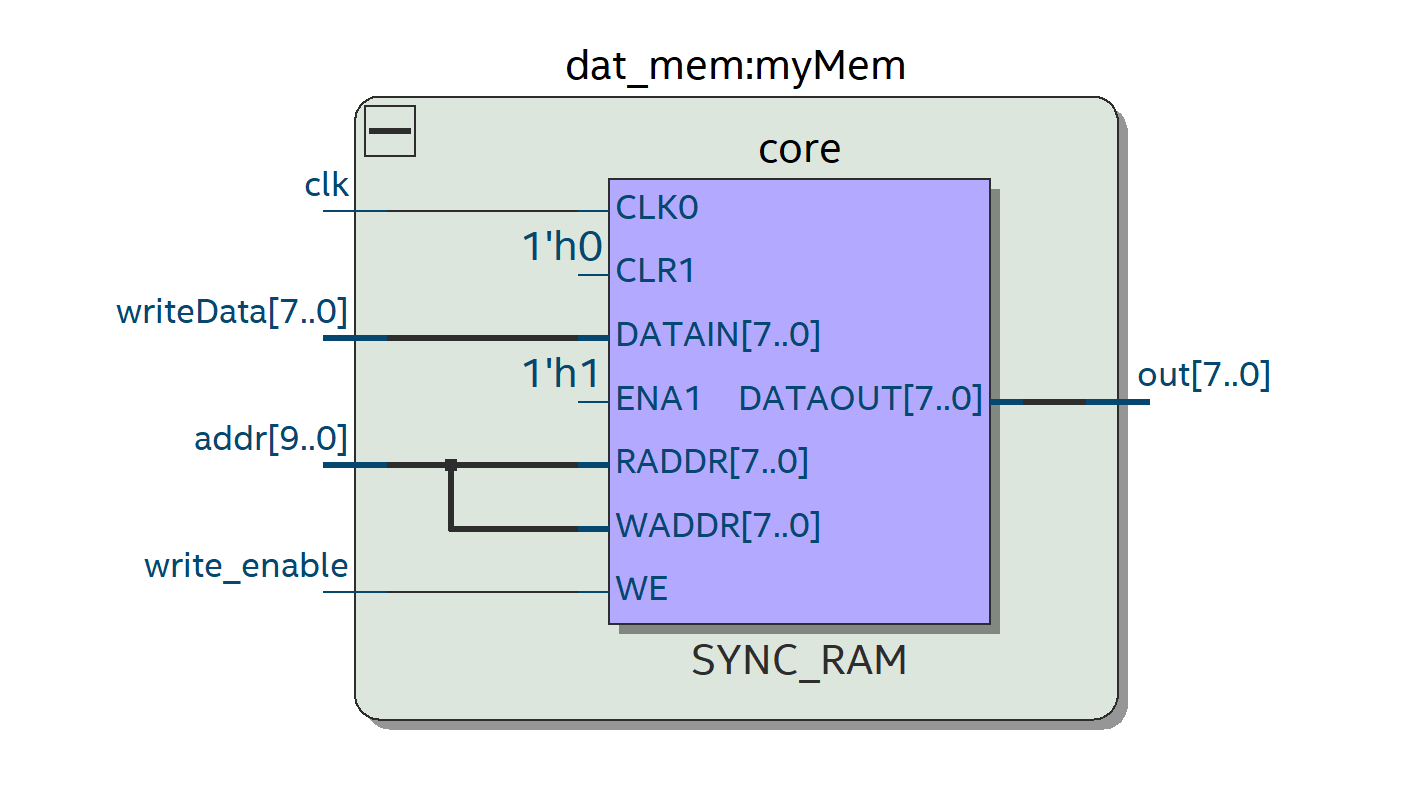 dat_mem:myMem
core
clk
CLK0
1'h0
CLR1
writeData[7..0]
DATAIN[7..0]
1'h1
ENA1
DATAOUT[7..0]
out[7..0]
addr[9..0]
RADDR[7..0]
WADDR[7..0]
write_enable
WE
SYNC_RAM